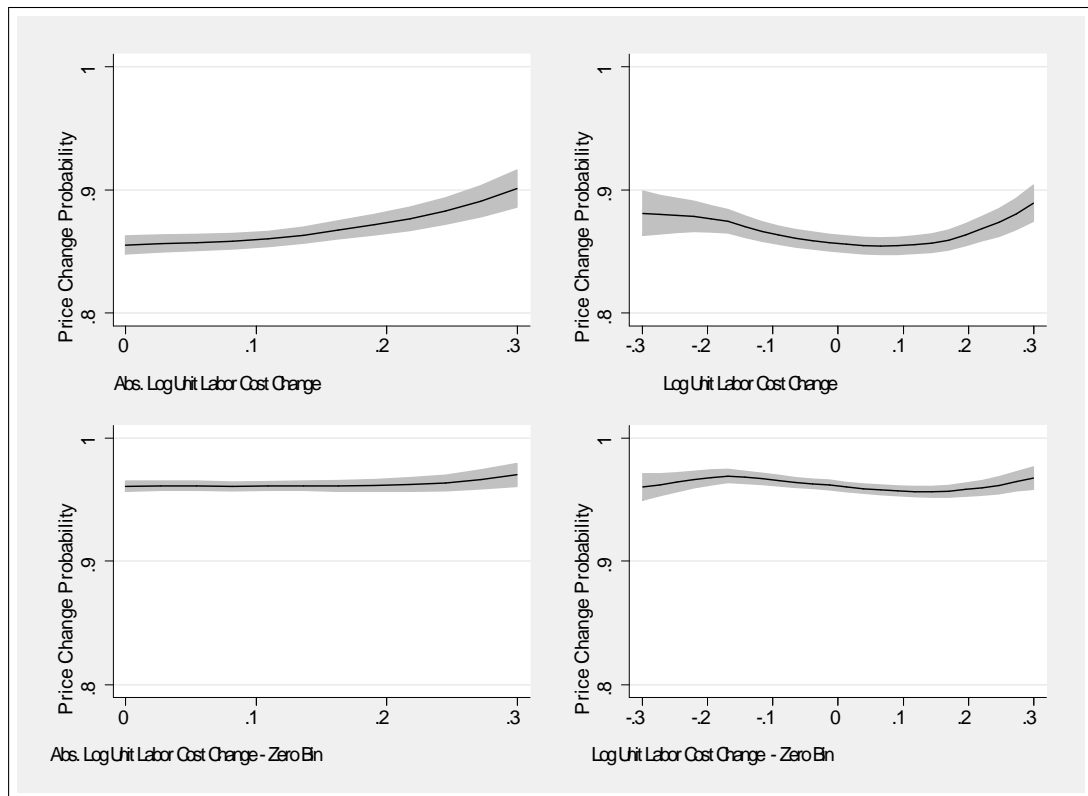 Price Change Probability
1
.9
.8
0 .1 .2 .3
Abs. Log Unit Labor Cost Change
Price Change Probability
1
.9
.8
-.3 -.2 -.1 0 .1 .2 .3
Log Unit Labor Cost Change
Price Change Probability
1
.9
.8
0 .1 .2 .3
Abs. Log Unit Labor Cost Change - Zero Bin
Price Change Probability
1
.9
.8
-.3 -.2 -.1 0 .1 .2 .3
Log Unit Labor Cost Change - Zero Bin